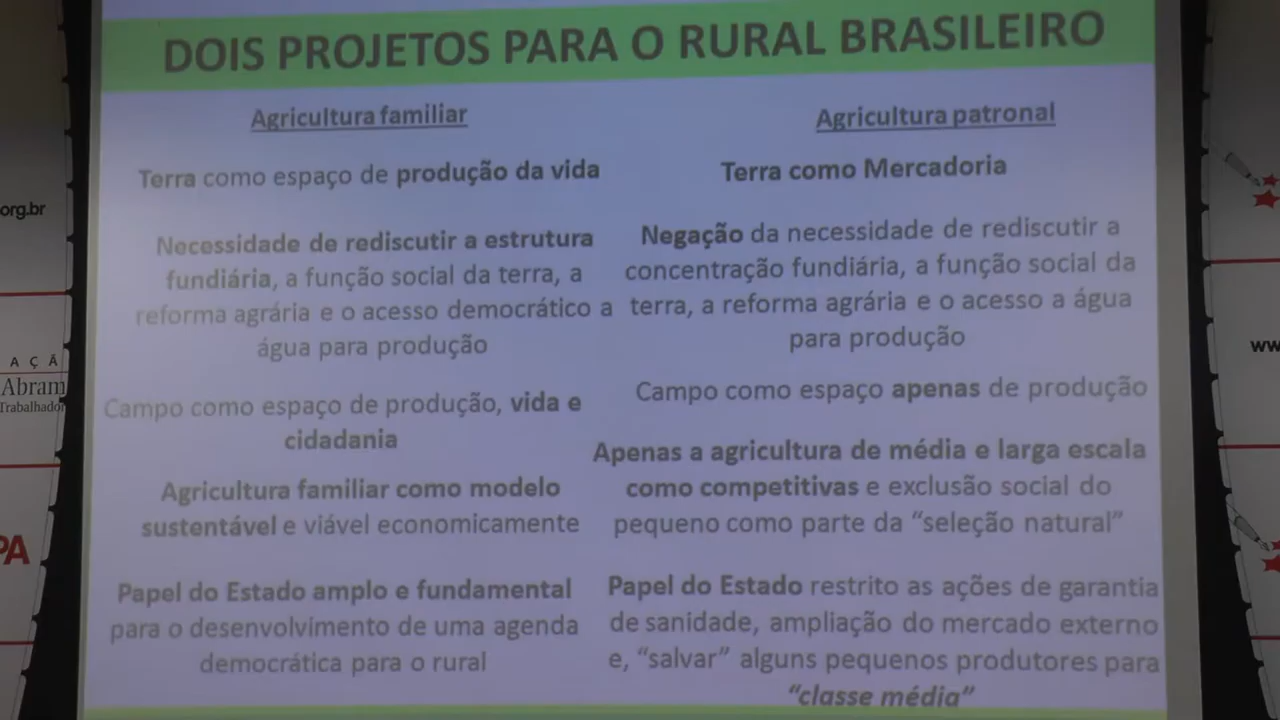 DOIS PROJETOS PARA O RURAL BRASILEIRO
Agricultura familiar
Terra como espaço de produção da vida
Necessidade de rediscutir a estrutura
fundiária, a função social da terra, a
reforma agrária e o acesso democrático a
água para produção
Campo como espaço de produção, vida e
cidadania
Agricultura familiar como modelo
sustentável e viável economicamente
Papel do Estado amplo e fundamental
para o desenvolvimento de uma agenda
democrática para o rural
Agricultura patronal
Terra como Mercadoria
Negação da necessidade de rediscutir a
concentração fundiária, a função social da
terra, a reforma agrária e o acesso a água
para produção
Campo como espaço apenas de produção
Apenas a agricultura de média e larga escala
como competitivas e exclusão social do
pequeno como parte da “seleção natural”
Papel do Estado restrito as ações de garantia
de sanidade, ampliação do mercado externo
e, “salvar” alguns pequenos produtores para
“classe média”
org.br
A Ç Ã
Abram
Trabalhador
PA
ww